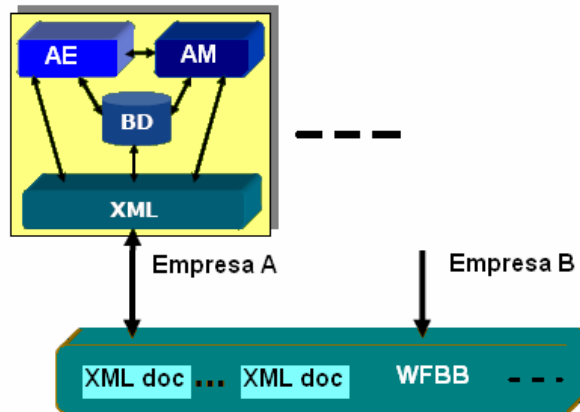 AE AM
BD
XML
Empresa A Empresa B
XML doc ... XML doc WFBB